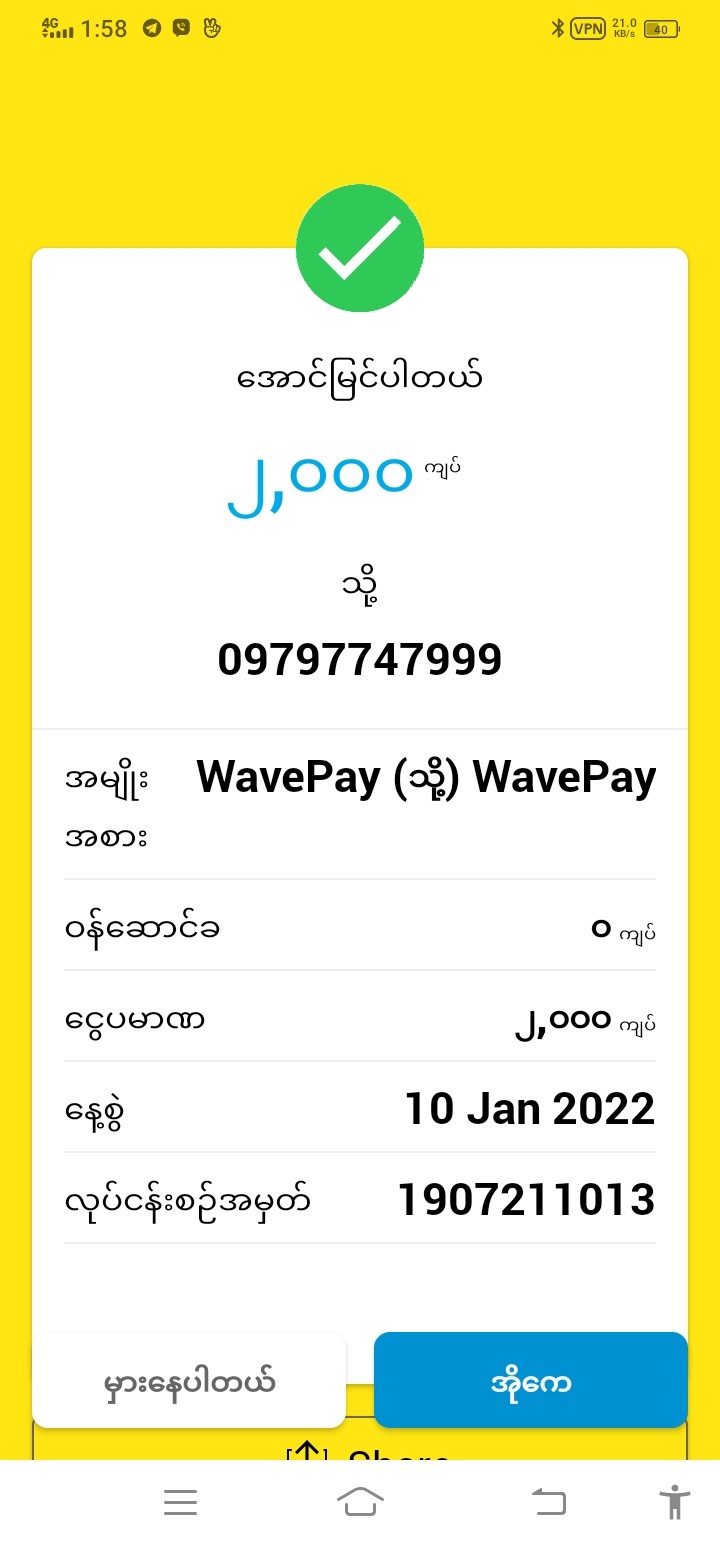 4G 1:58 VPN 21.0 KB/s 40
အောင်မြင်ပါတယ်
၂,၀၀၀ ကျပ်
သို့
09797747999
အမျိုး WavePay (သို့) WavePay
အစား
ဝန်ဆောင်ခ ၀ ကျပ်
ငွေပမာဏ ၂,၀၀၀ ကျပ်
နေ့စွဲ 10 Jan 2022
လုပ်ငန်းစဉ်အမှတ် 1907211013
မှားနေပါတယ် အိုကေ
Share